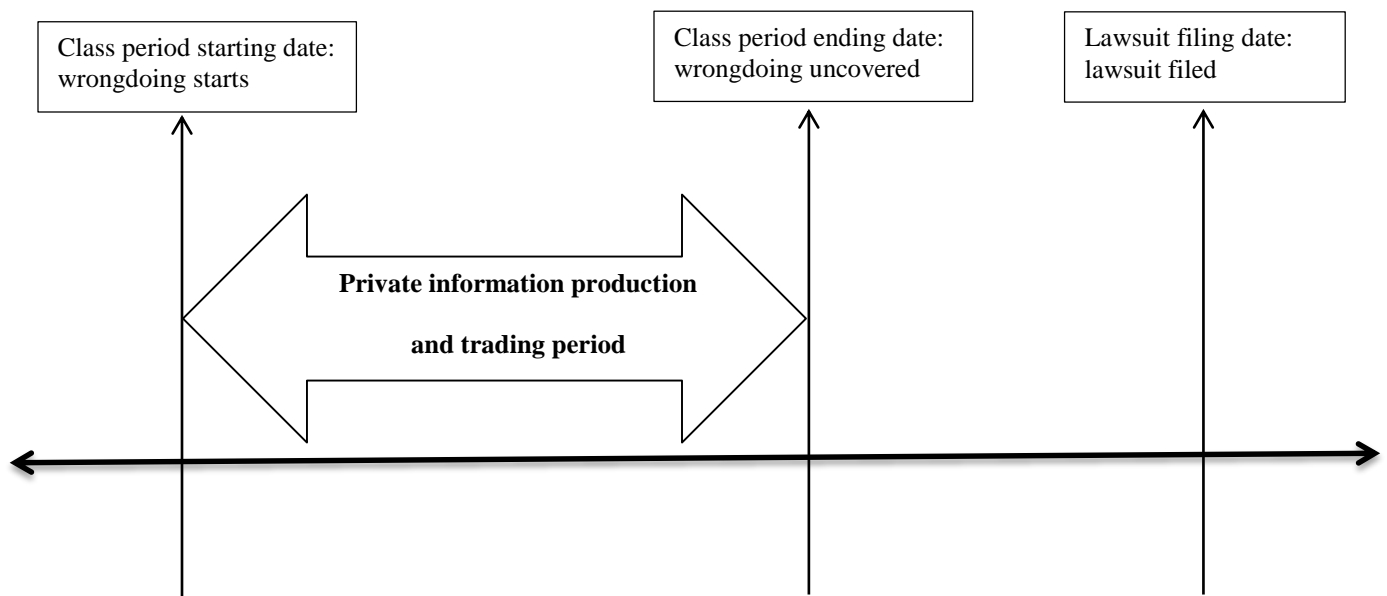 Class period starting date:
wrongdoing starts
Class period ending date:
wrongdoing uncovered
Lawsuit filing date:
lawsuit filed
Private information production
and trading period